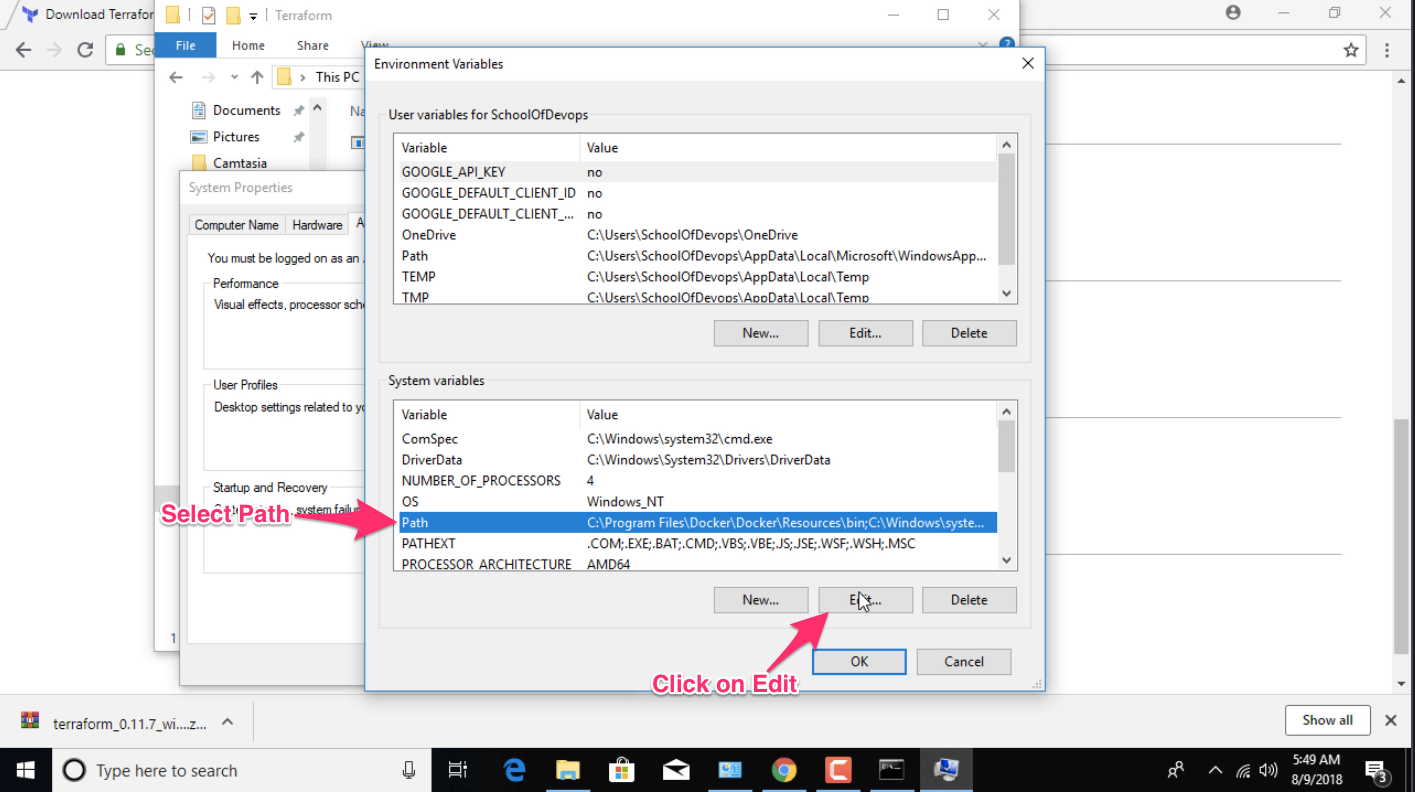 Download Terrafor
Terraform
Sec
File Home Share View
This PC
Documents
Pictures
Camtasia
Environment Variables
User variables for SchoolOfDevops
Variable Value
GOOGLE_API_KEY no
GOOGLE_DEFAULT_CLIENT_ID no
GOOGLE_DEFAULT_CLIENT_... no
OneDrive C:\Users\SchoolOfDevops\OneDrive
Path C:\Users\SchoolOfDevops\AppData\Local\Microsoft\WindowsApp...
TEMP C:\Users\SchoolOfDevops\AppData\Local\Temp
TMP C:\Users\SchoolOfDevops\AppData\Local\Temp
New... Edit... Delete
System variables
Variable Value
ComSpec C:\Windows\system32\cmd.exe
DriverData C:\Windows\System32\Drivers\DriverData
NUMBER_OF_PROCESSORS 4
OS Windows_NT
Path C:\Program Files\Docker\Docker\Resources\bin;C:\Windows\syste...
PATHEXT .COM;.EXE;.BAT;.CMD;.VBS;.VBE;.JS;.JSE;.WSF;.WSH;.MSC
PROCESSOR_ARCHITECTURE AMD64
New... Edit... Delete
OK Cancel
System Properties
Computer Name Hardware A
You must be logged on as an
Performance
Visual effects, processor sche
User Profiles
Desktop settings related to yo
Startup and Recovery
system failu
Select Path
Click on Edit
1
terraform_0.11.7_wi....z...
Show all
Type here to search
5:49 AM
8/9/2018
3